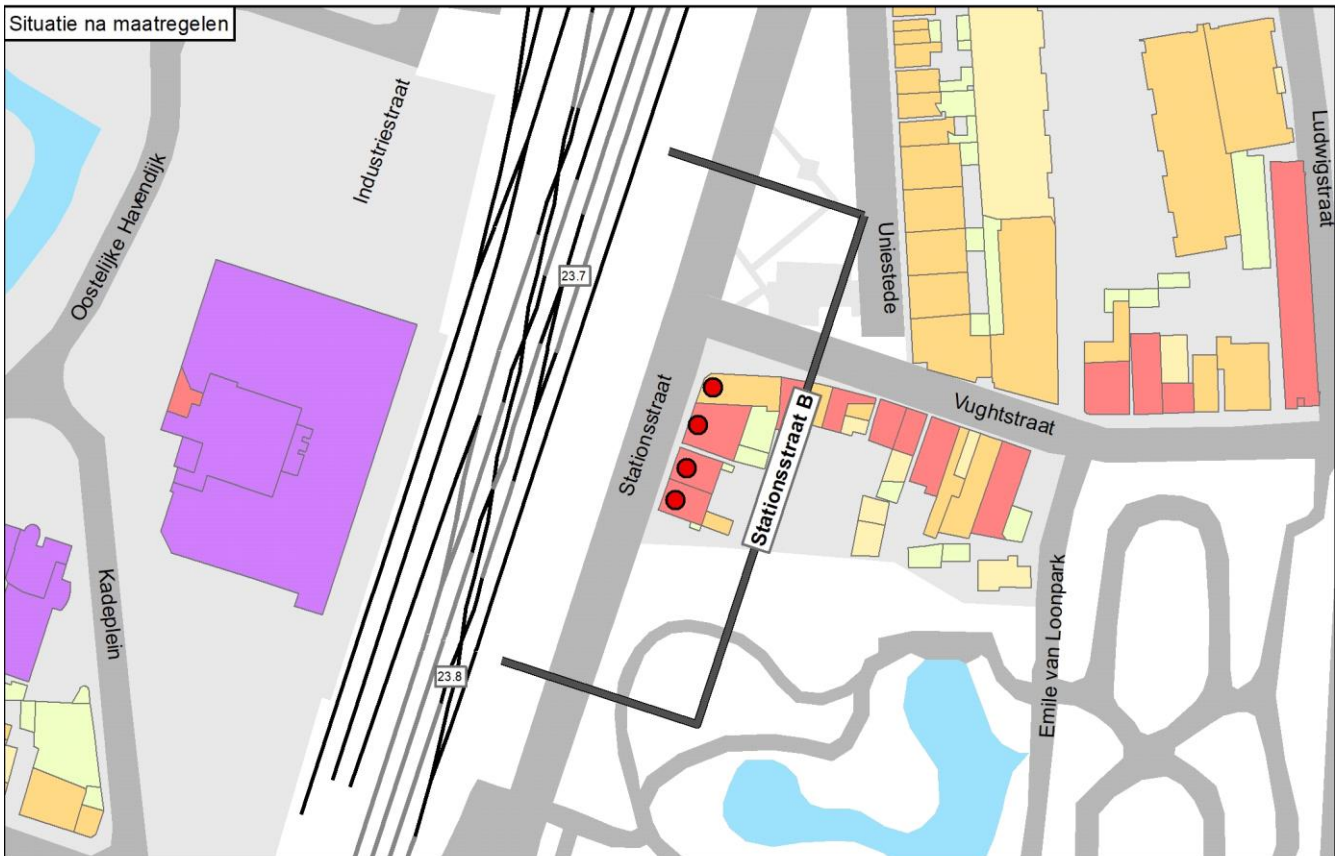 Situatie na maatregelen
Industriestraat
Oostelijke Havendijk
Ludwigstraat
Uniestede
23.7
Stationsstraat
Stationsstraat B
Vughtstraat
Kadeplein
Emile van Loonpark
23.8